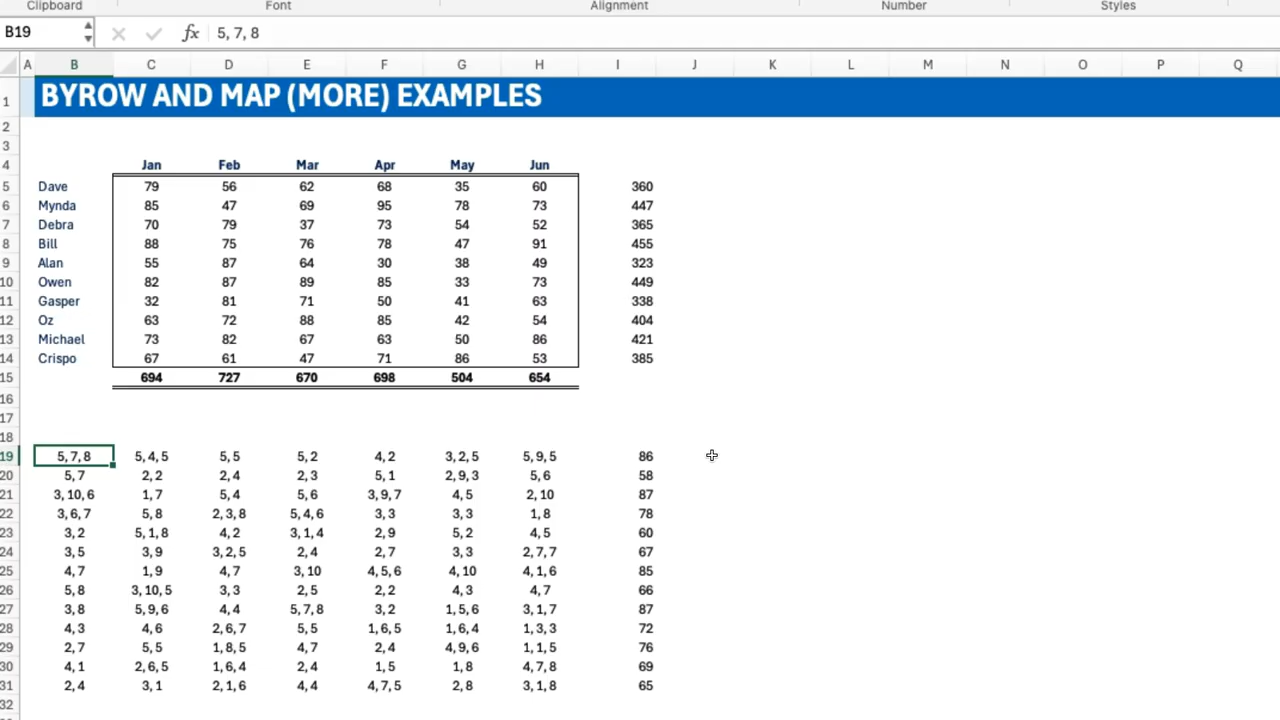 Clipboard Font Alignment Number Styles
B19 fx 5, 7, 8
A B C D E F G H I J K L M N O P Q
1 BYROW AND MAP (MORE) EXAMPLES
2
3
4 Jan Feb Mar Apr May Jun
5 Dave 79 56 62 68 35 60 360
6 Mynda 85 47 69 95 78 73 447
7 Debra 70 79 37 73 54 52 365
8 Bill 88 75 76 78 47 91 455
9 Alan 55 87 64 30 38 49 323
10 Owen 82 87 89 85 33 73 449
11 Gasper 32 81 71 50 41 63 338
12 Oz 63 72 88 85 42 54 404
13 Michael 73 82 67 63 50 86 421
14 Crispo 67 61 47 71 86 53 385
15 694 727 670 698 504 654
16
17
18
19 5, 7, 8 5, 4, 5 5, 5 5, 2 4, 2 3, 2, 5 5, 9, 5 86
20 5, 7 2, 2 2, 4 2, 3 5, 1 2, 9, 3 5, 6 58
21 3, 10, 6 1, 7 5, 4 5, 6 3, 9, 7 4, 5 2, 10 87
22 3, 6, 7 5, 8 2, 3, 8 5, 4, 6 3, 3 3, 3 1, 8 78
23 3, 2 5, 1, 8 4, 2 3, 1, 4 2, 9 5, 2 4, 5 60
24 3, 5 3, 9 3, 2, 5 2, 4 2, 7 3, 3 2, 7, 7 67
25 4, 7 1, 9 4, 7 3, 10 4, 5, 6 4, 10 4, 1, 6 85
26 5, 8 3, 10, 5 3, 3 2, 5 2, 2 4, 3 4, 7 66
27 3, 8 5, 9, 6 4, 4 5, 7, 8 3, 2 1, 5, 6 3, 1, 7 87
28 4, 3 4, 6 2, 6, 7 5, 5 1, 6, 5 1, 6, 4 1, 3, 3 72
29 2, 7 5, 5 1, 8, 5 4, 7 2, 4 4, 9, 6 1, 1, 5 76
30 4, 1 2, 6, 5 1, 6, 4 2, 4 1, 5 1, 8 4, 7, 8 69
31 2, 4 3, 1 2, 1, 6 4, 4 4, 7, 5 2, 8 3, 1, 8 65
32